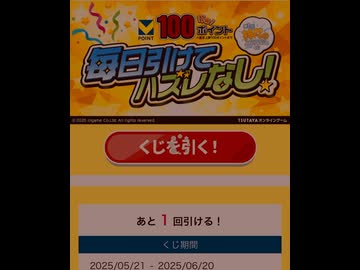 V POINT
100
ポイント
毎日引けて
ハズレなし!
© 2025 ingame Co.,Ltd. All rights reserved.
TSUTAYA オンラインゲーム
くじを引く!
あと 1 回引ける!
くじ期間
2025/05/21 - 2025/06/20